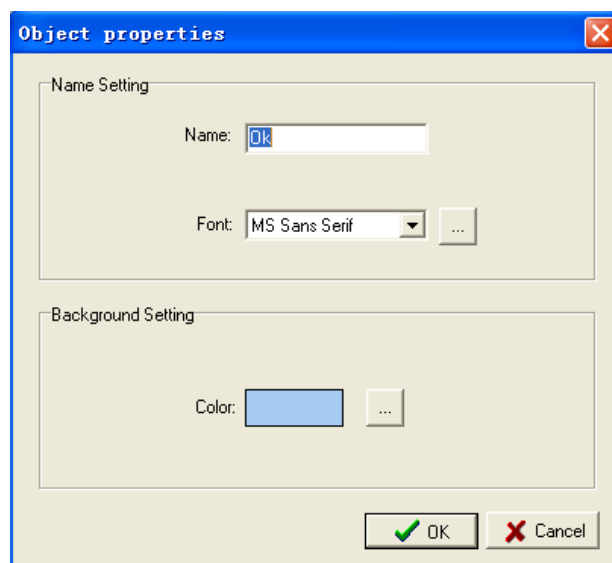 Object properties
Name Setting
Name: Ok
Font: MS Sans Serif ...
Background Setting
Color: ...
OK Cancel